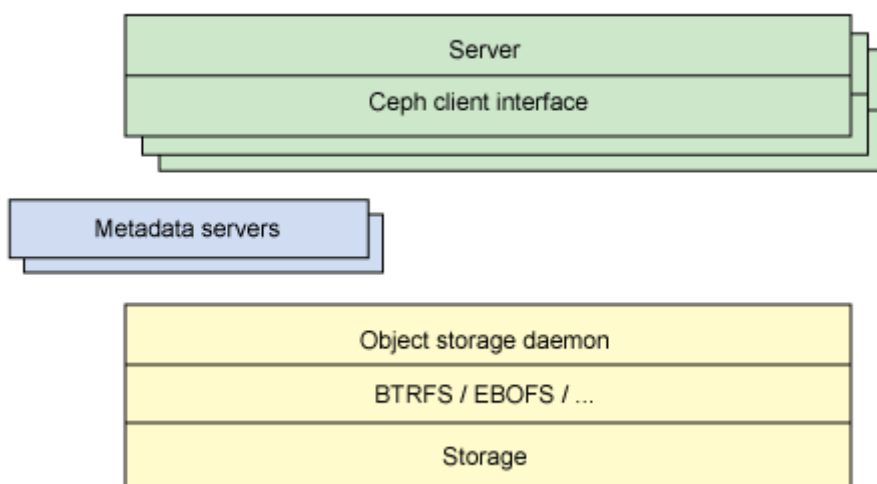 Server
Ceph client interface
Metadata servers
Object storage daemon
BTRFS / EBOFS / ...
Storage